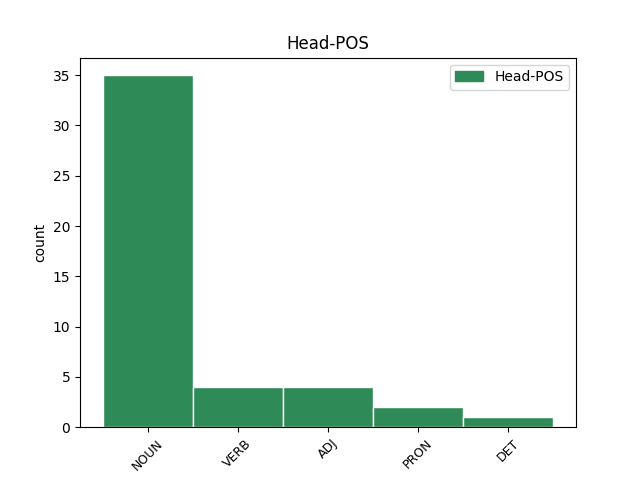 Head-POS
Head-POS
35
30
25
20
15
10
5
0
count
NOUN
VERB
ADJ
PRON
DET